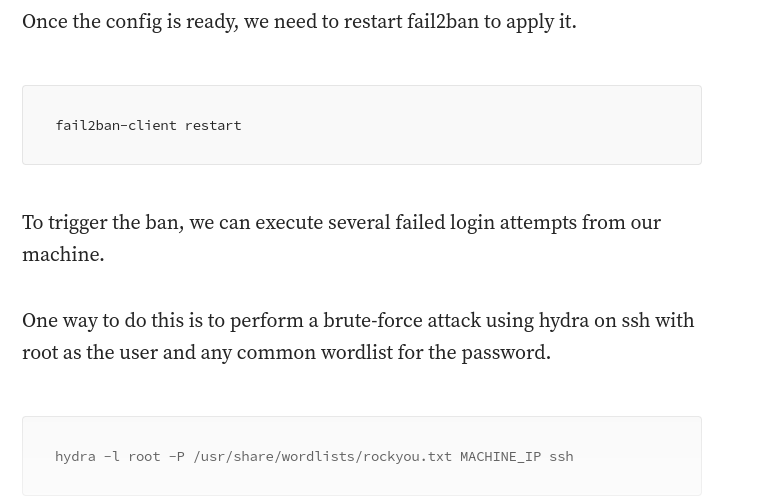 Once the config is ready, we need to restart fail2ban to apply it.
fail2ban-client restart
To trigger the ban, we can execute several failed login attempts from our
machine.
One way to do this is to perform a brute-force attack using hydra on ssh with
root as the user and any common wordlist for the password.
hydra -l root -P /usr/share/wordlists/rockyou.txt MACHINE_IP ssh